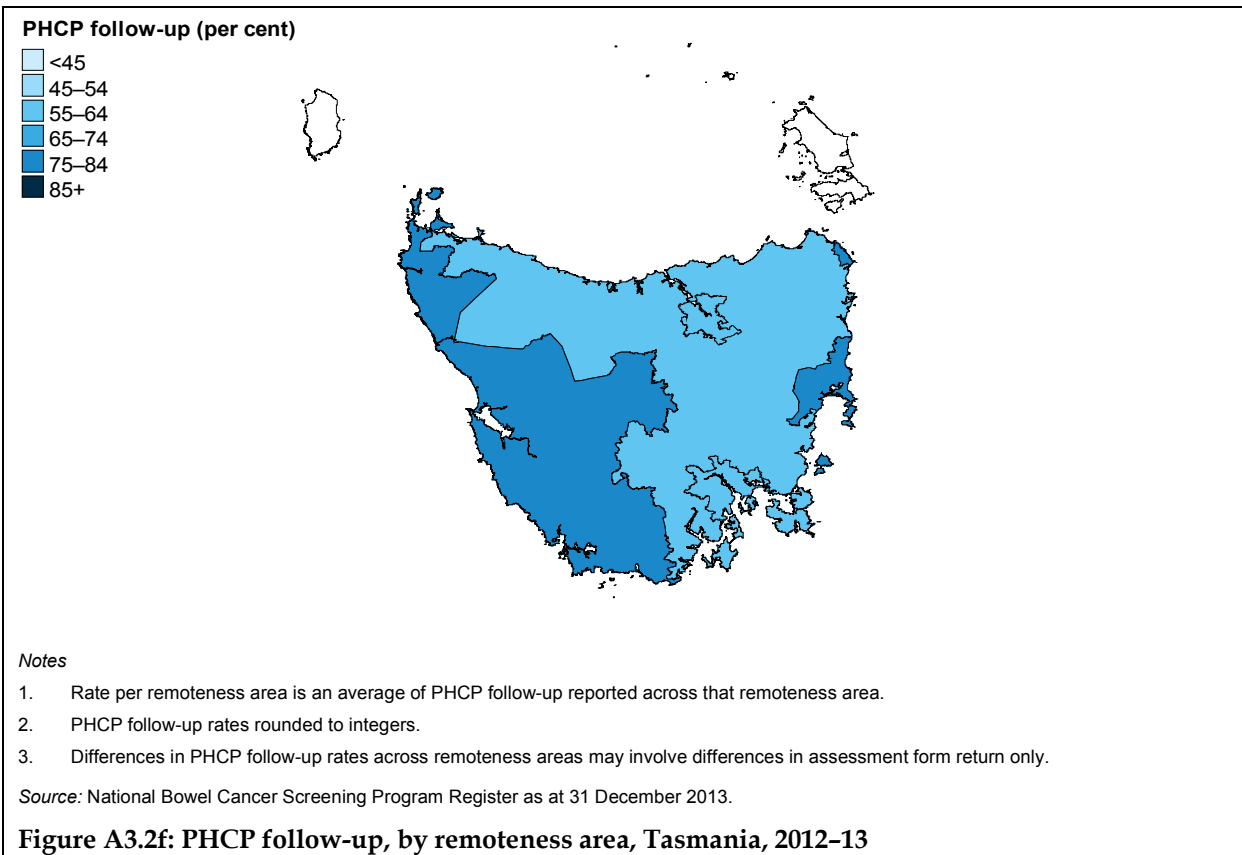 PHCP follow-up (per cent)
<45
45–54
55–64
65–74
75–84
85+
Notes
1. Rate per remoteness area is an average of PHCP follow-up reported across that remoteness area.
2. PHCP follow-up rates rounded to integers.
3. Differences in PHCP follow-up rates across remoteness areas may involve differences in assessment form return only.
Source: National Bowel Cancer Screening Program Register as at 31 December 2013.
Figure A3.2f: PHCP follow-up, by remoteness area, Tasmania, 2012–13